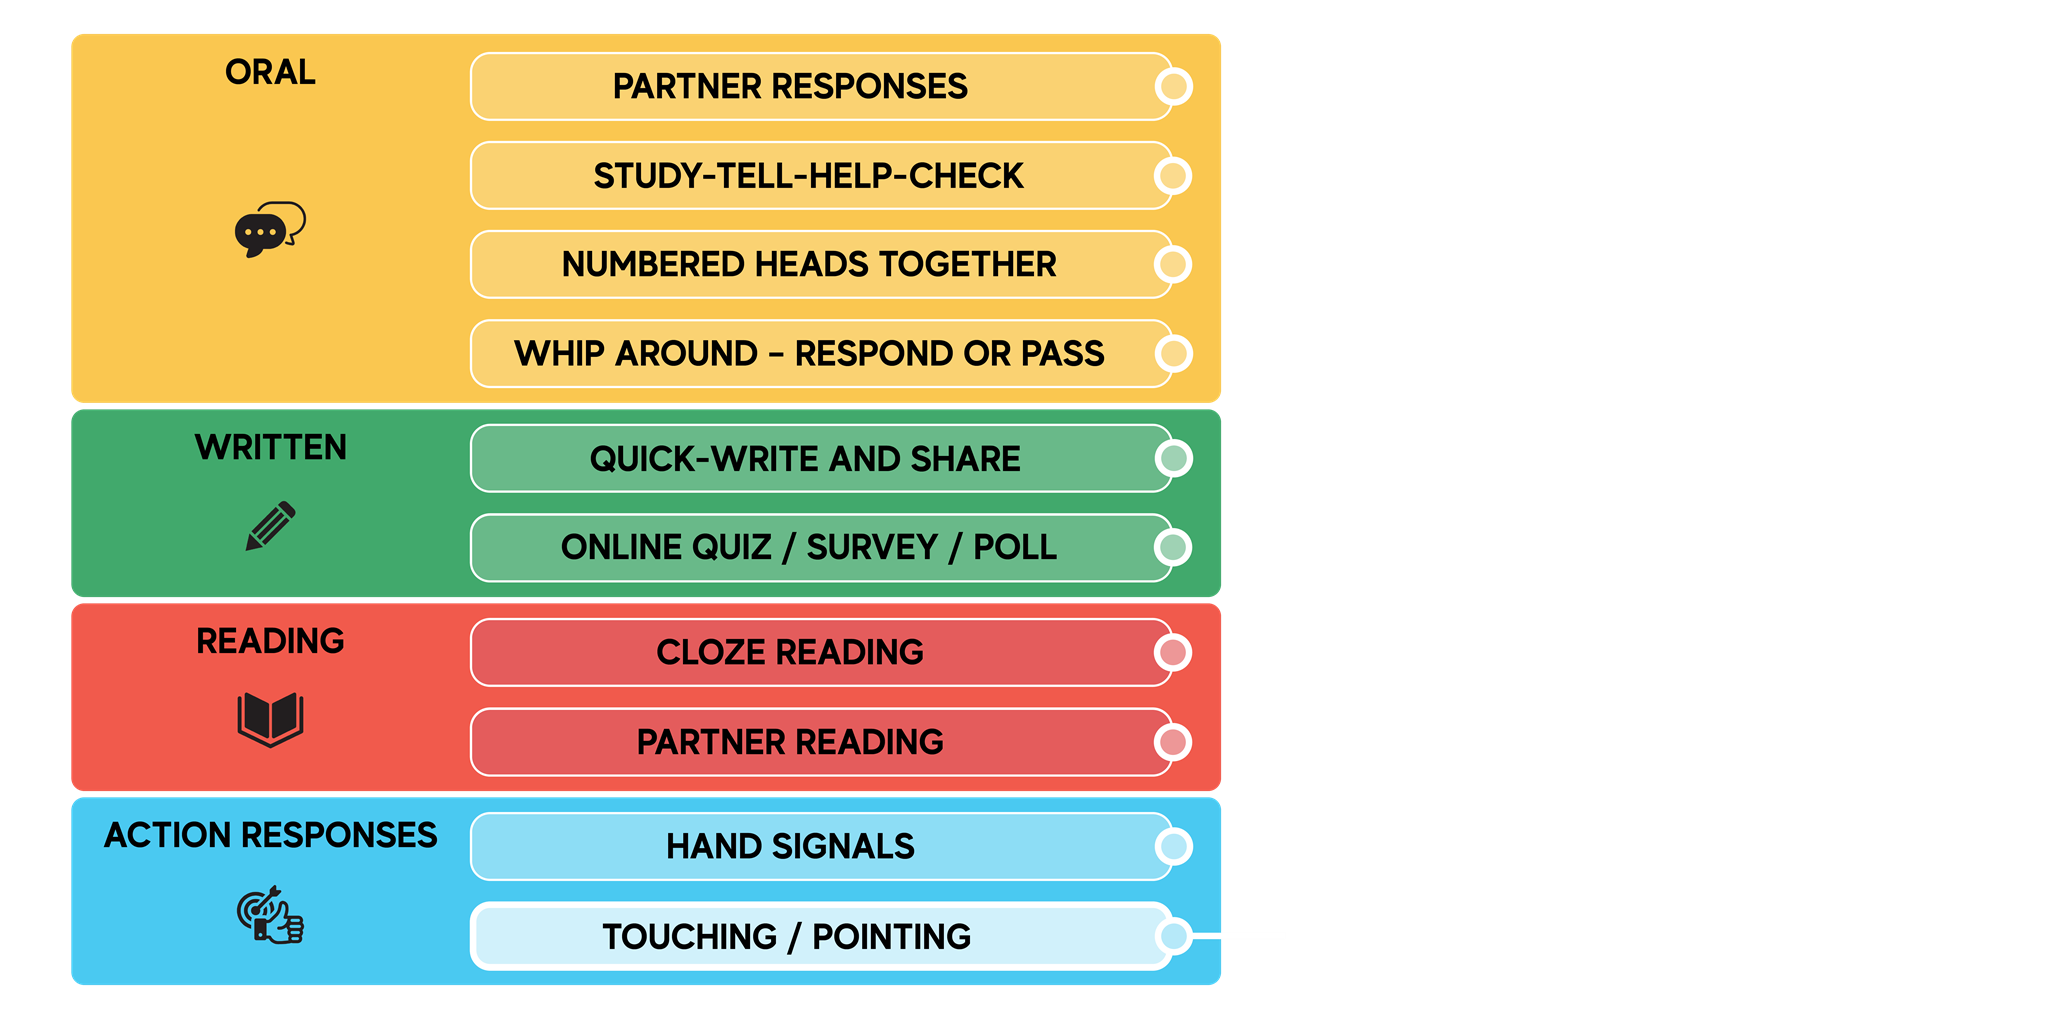 ORAL
PARTNER RESPONSES
STUDY-TELL-HELP-CHECK
NUMBERED HEADS TOGETHER
WHIP AROUND – RESPOND OR PASS
WRITTEN
QUICK-WRITE AND SHARE
ONLINE QUIZ / SURVEY / POLL
READING
CLOZE READING
PARTNER READING
ACTION RESPONSES
HAND SIGNALS
TOUCHING / POINTING